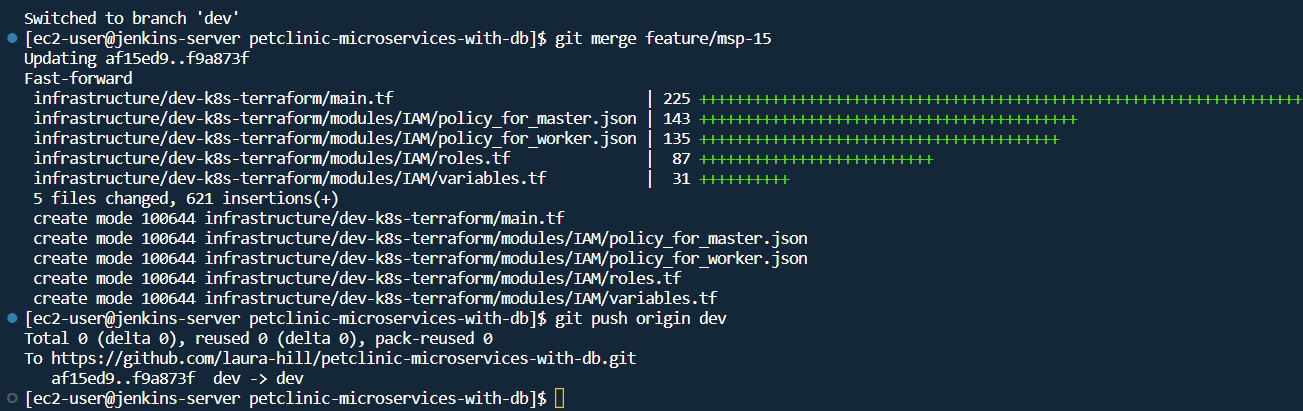 Switched to branch 'dev'
[ec2-user@jenkins-server petclinic-microservices-with-db]$ git merge feature/msp-15
Updating af15ed9..f9a873f
Fast-forward
 infrastructure/dev-k8s-terraform/main.tf                            | 225 +++++++++++++++++++++++++++++++++++++++++++++++++++++++++++++++++++
 infrastructure/dev-k8s-terraform/modules/IAM/policy_for_master.json | 143 ++++++++++++++++++++++++++++++++++++++++++
 infrastructure/dev-k8s-terraform/modules/IAM/policy_for_worker.json | 135 ++++++++++++++++++++++++++++++++++++++++
 infrastructure/dev-k8s-terraform/modules/IAM/roles.tf               |  87 ++++++++++++++++++++++++++
 infrastructure/dev-k8s-terraform/modules/IAM/variables.tf           |  31 ++++++++++
 5 files changed, 621 insertions(+)
 create mode 100644 infrastructure/dev-k8s-terraform/main.tf
 create mode 100644 infrastructure/dev-k8s-terraform/modules/IAM/policy_for_master.json
 create mode 100644 infrastructure/dev-k8s-terraform/modules/IAM/policy_for_worker.json
 create mode 100644 infrastructure/dev-k8s-terraform/modules/IAM/roles.tf
 create mode 100644 infrastructure/dev-k8s-terraform/modules/IAM/variables.tf
[ec2-user@jenkins-server petclinic-microservices-with-db]$ git push origin dev
Total 0 (delta 0), reused 0 (delta 0), pack-reused 0
To https://github.com/laura-hill/petclinic-microservices-with-db.git
   af15ed9..f9a873f  dev -> dev
[ec2-user@jenkins-server petclinic-microservices-with-db]$